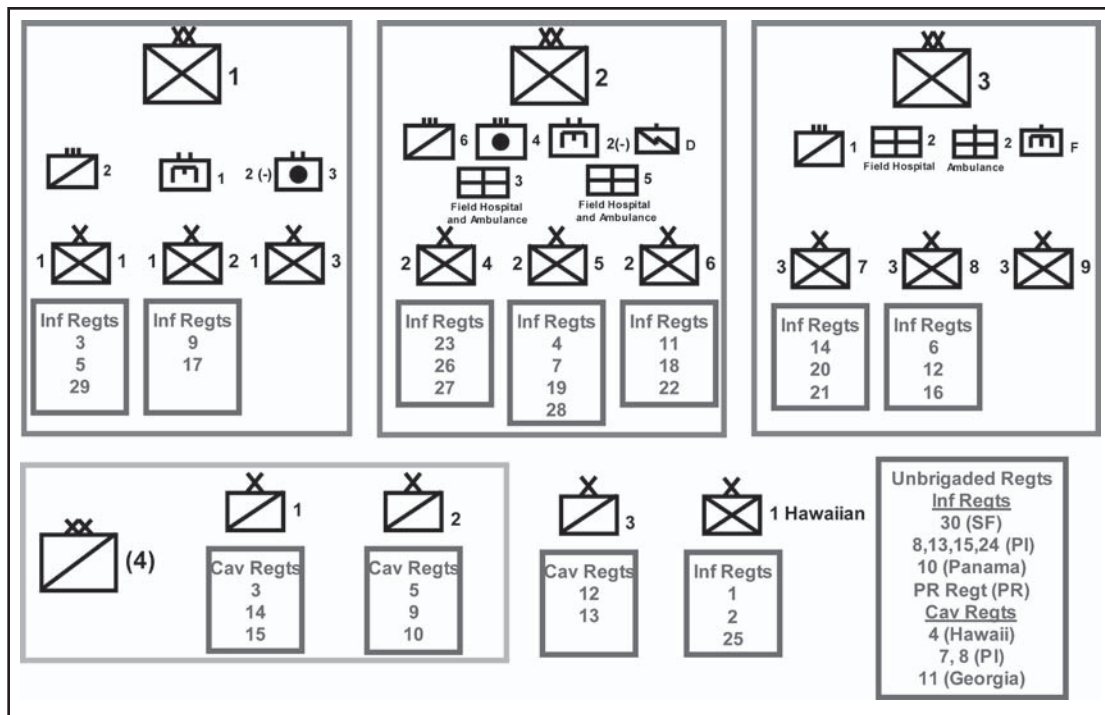 1
2
1
2 (-)
3
1
1
1
2
1
3
Inf Regts
3
5
29
Inf Regts
9
17
2
6
4
2(-)
D
3
Field Hospital
and Ambulance
5
Field Hospital
and Ambulance
2
4
2
5
2
6
Inf Regts
23
26
27
Inf Regts
4
7
19
28
Inf Regts
11
18
22
3
1
2
Field Hospital
2
Ambulance
F
3
7
3
8
3
9
Inf Regts
14
20
21
Inf Regts
6
12
16
(4)
1
2
Cav Regts
3
14
15
Cav Regts
5
9
10
3
Cav Regts
12
13
1 Hawaiian
Inf Regts
1
2
25
Unbrigaded Regts
Inf Regts
30 (SF)
8,13,15,24 (PI)
10 (Panama)
PR Regt (PR)
Cav Regts
4 (Hawaii)
7, 8 (PI)
11 (Georgia)